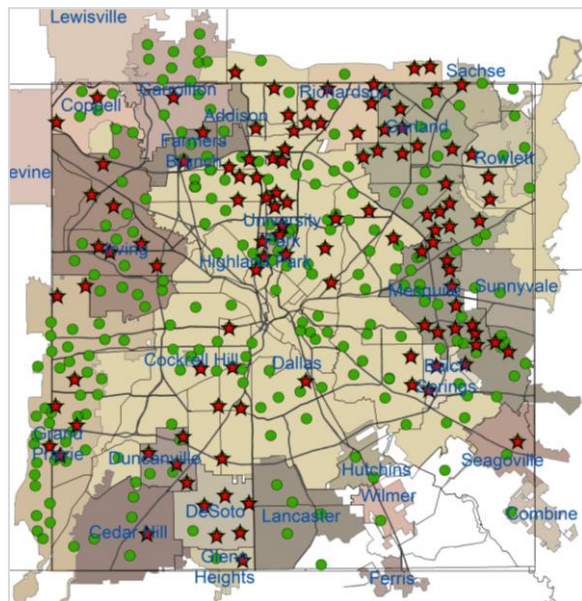 Lewisville
Sachse
Carrollton
Richardson
Coppell
Addison
Garland
Farmers
Branch
Rowlett
evine
University
Park
Irving
Highland Park
Sunnyvale
Mesquite
Cockrell Hill
Dallas
Balch
Springs
Grand
Prairie
Duncanville
Hutchins
Seagoville
Wilmer
DeSoto
Lancaster
Combine
Cedar Hill
Glenn
Heights
Ferris